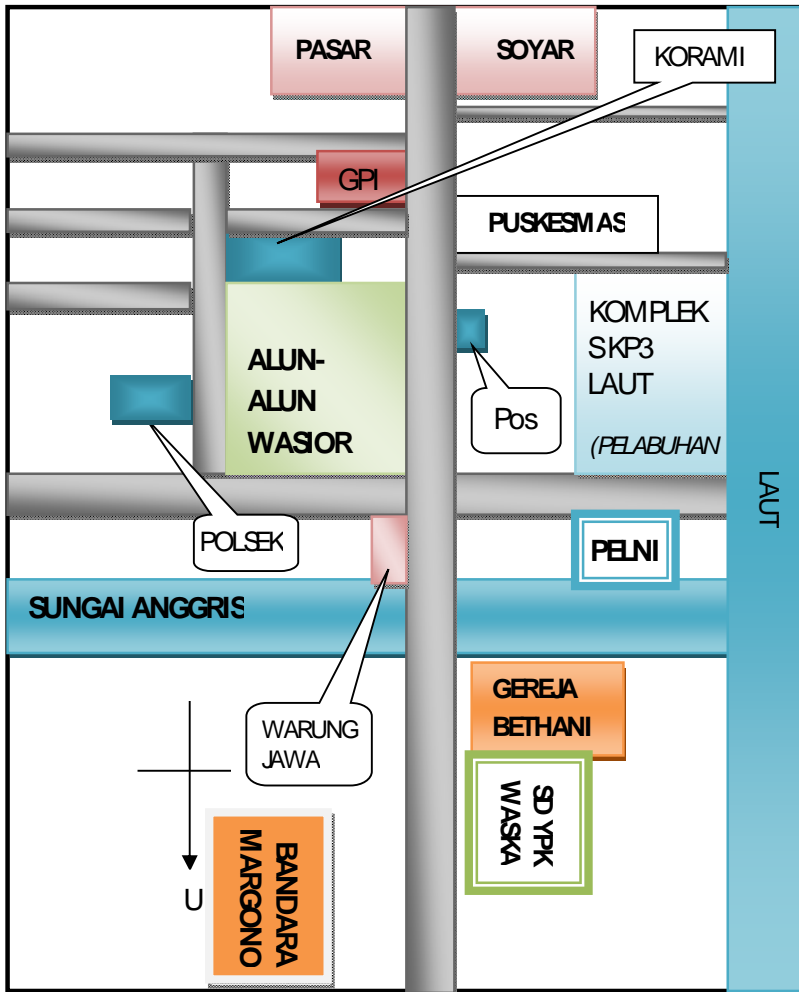 PASAR SOYAR
KORAMI
GPI
PUSKESMAS
KOMPLEK
SKP3
LAUT
(PELABUHAN
ALUN-
ALUN
WASIOR
Pos
LAUT
POLSEK
PELNI
SUNGAI ANGGRIS
GEREJA
BETHANI
WARUNG
JAWA
SD YPK
WASKA
BANDARA
MARGONO
U